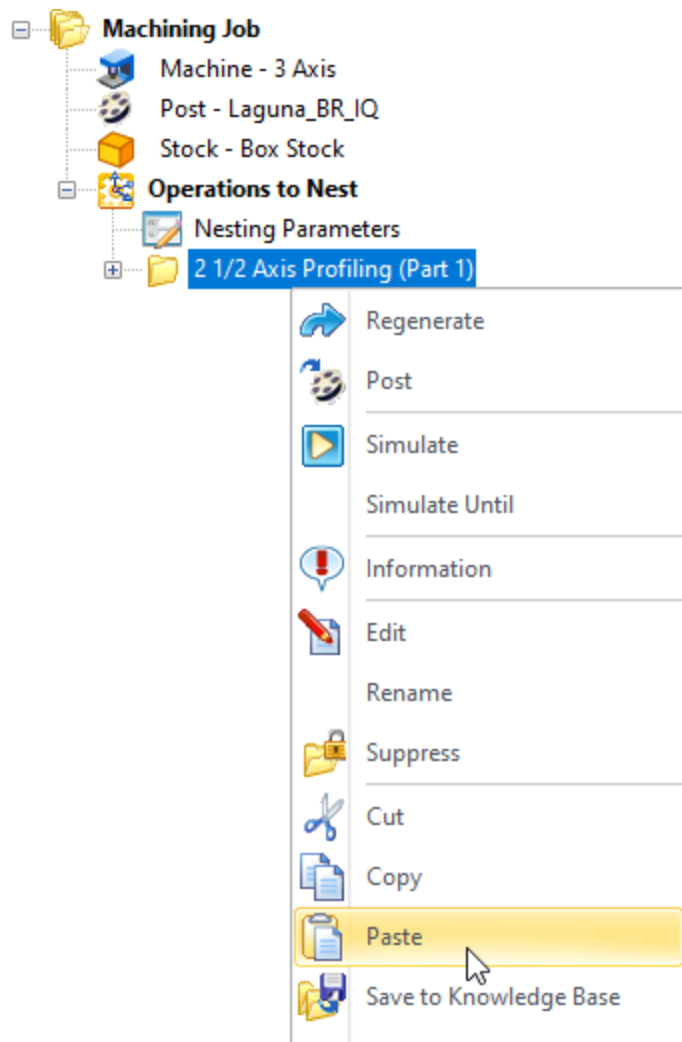 Machining Job
Machine - 3 Axis
Post - Laguna_BR_IQ
Stock - Box Stock
Operations to Nest
Nesting Parameters
2 1/2 Axis Profiling (Part 1)
Regenerate
Post
Simulate
Simulate Until
Information
Edit
Rename
Suppress
Cut
Copy
Paste
Save to Knowledge Base